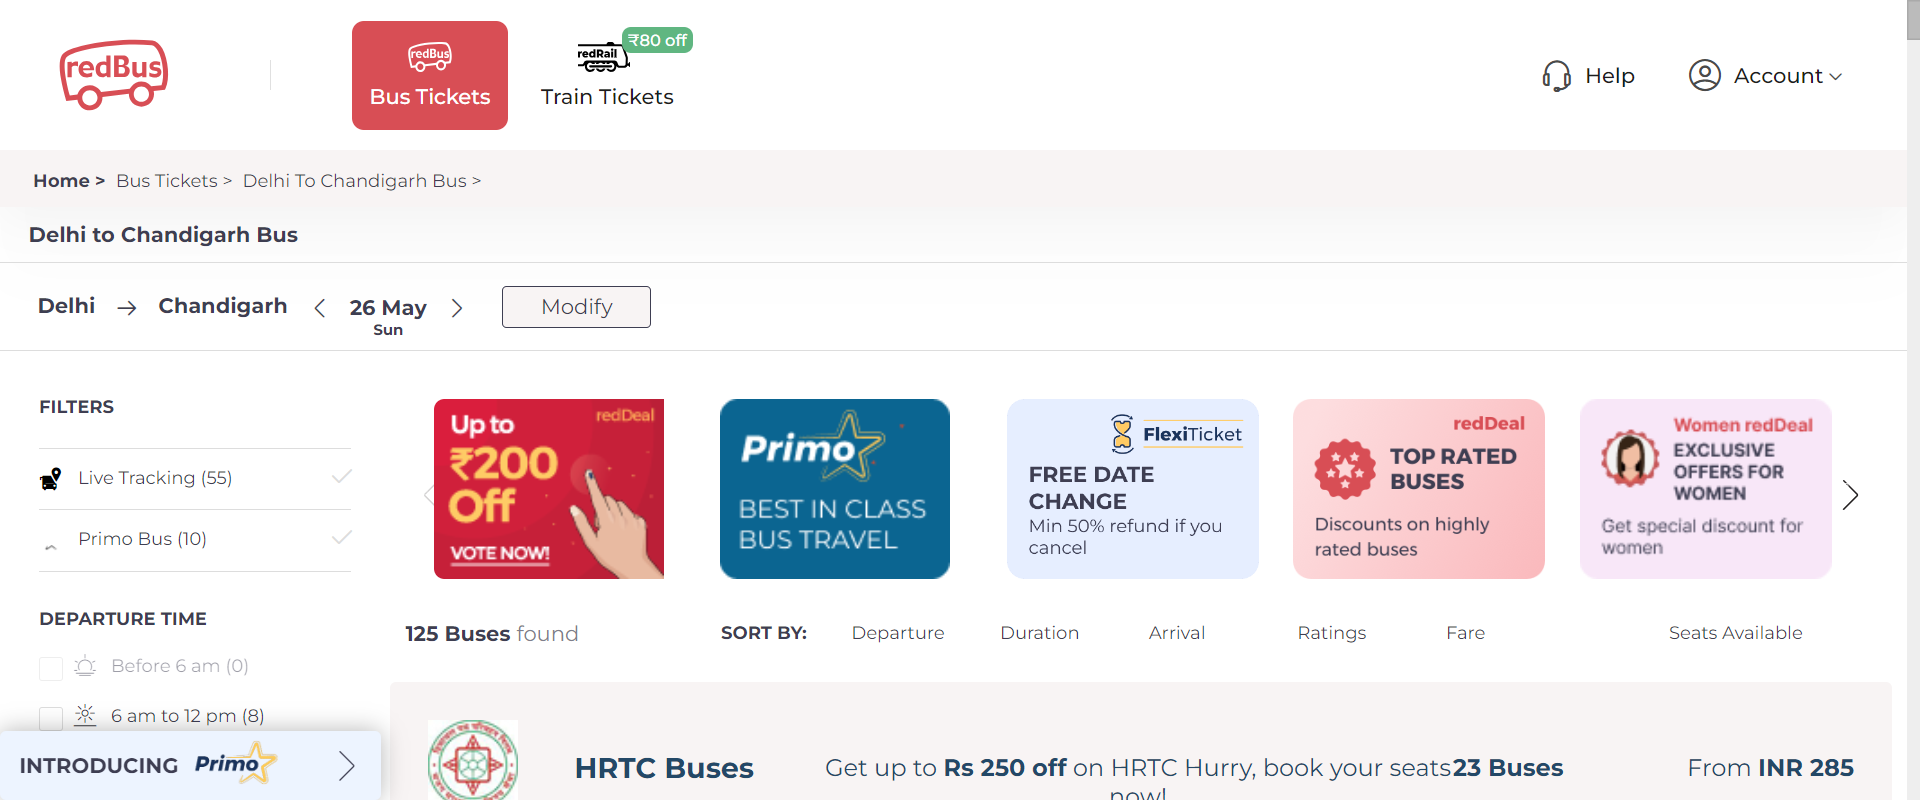 redBus
redBus
Bus Tickets
redRail
₹80 off
Train Tickets
Help
Account
Home > Bus Tickets > Delhi To Chandigarh Bus >
Delhi to Chandigarh Bus
Delhi → Chandigarh < 26 May >
Sun
Modify
FILTERS
Live Tracking (55)
Primo Bus (10)
DEPARTURE TIME
Before 6 am (0)
6 am to 12 pm (8)
INTRODUCING Primo
redDeal
Up to
₹200
Off
VOTE NOW!
Primo
BEST IN CLASS
BUS TRAVEL
FlexiTicket
FREE DATE
CHANGE
Min 50% refund if you
cancel
redDeal
TOP RATED
BUSES
Discounts on highly
rated buses
Women redDeal
EXCLUSIVE
OFFERS FOR
WOMEN
Get special discount for
women
125 Buses found
SORT BY: Departure Duration Arrival Ratings Fare Seats Available
HRTC Buses
Get up to Rs 250 off on HRTC Hurry, book your seats
now!
23 Buses
From INR 285